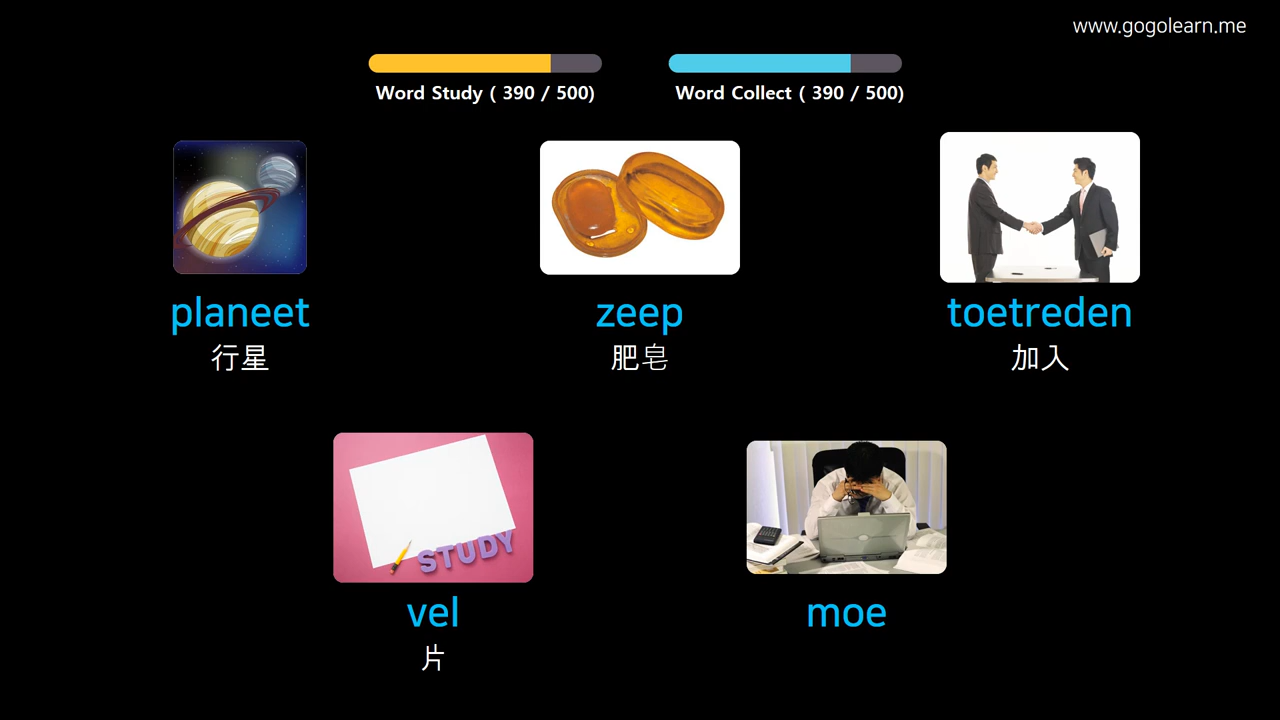 www.gogolearn.me
Word Study ( 390 / 500)
Word Collect ( 390 / 500)
planeet
行星
zeep
肥皂
toetreden
加入
STUDY
vel
片
moe